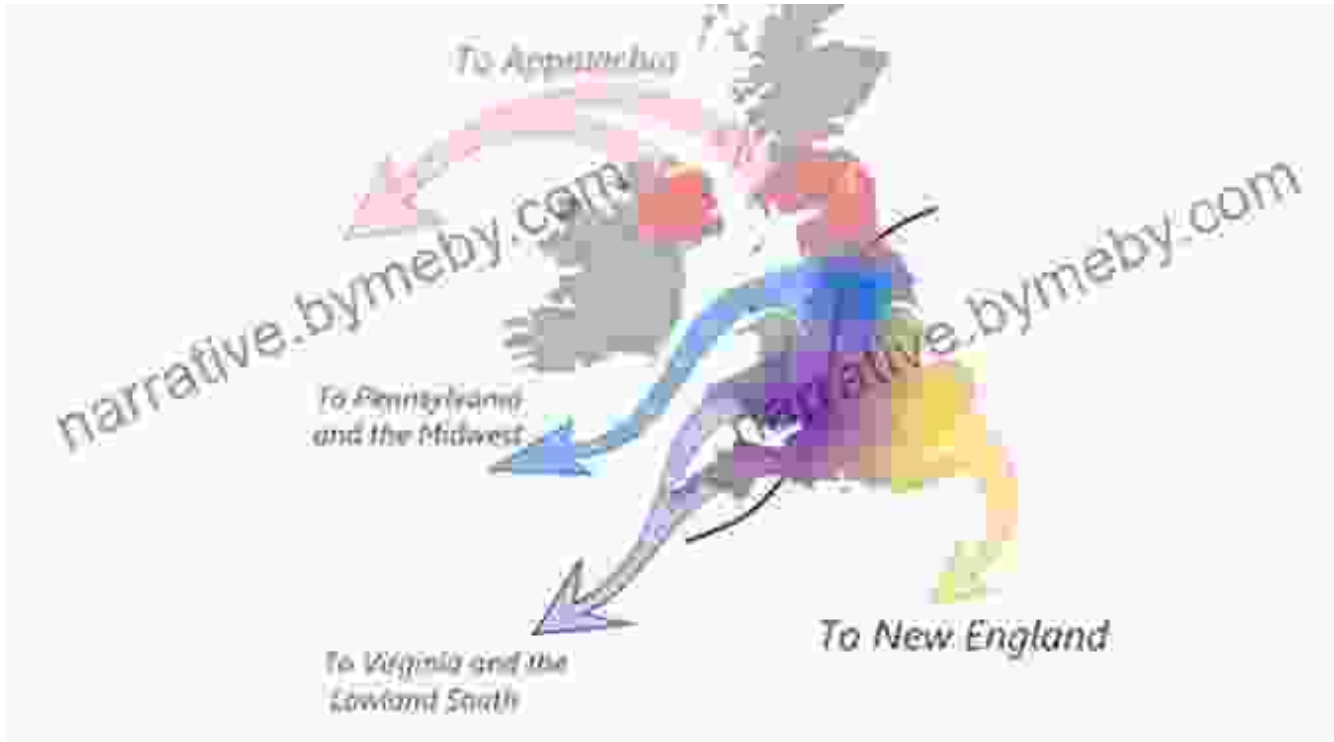 To Appalachia
narrative.bymeby.com
narrative.bymeby.com
To Pennsylvania
and the Midwest
To New England
To Virginia and the
Lowland South